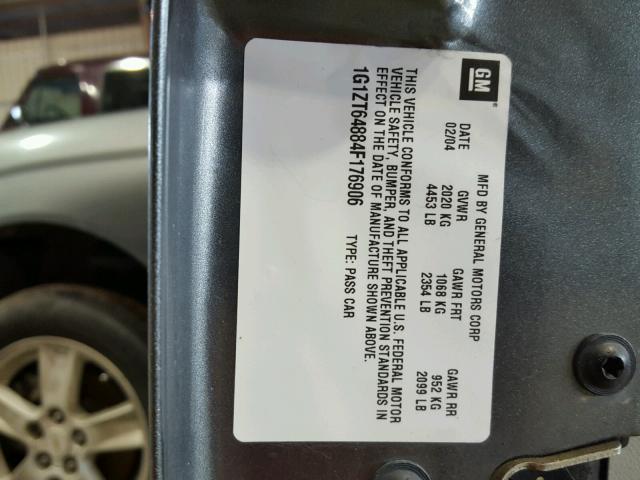 GM
MFD BY GENERAL MOTORS CORP
DATE GVWR GAWR FRT GAWR RR
02/04 2020 KG 1068 KG 952 KG
4453 LB 2354 LB 2099 LB
THIS VEHICLE CONFORMS TO ALL APPLICABLE U.S. FEDERAL MOTOR
VEHICLE SAFETY, BUMPER, AND THEFT PREVENTION STANDARDS IN
EFFECT ON THE DATE OF MANUFACTURE SHOWN ABOVE.
1G1ZT64884F176906 TYPE: PASS CAR